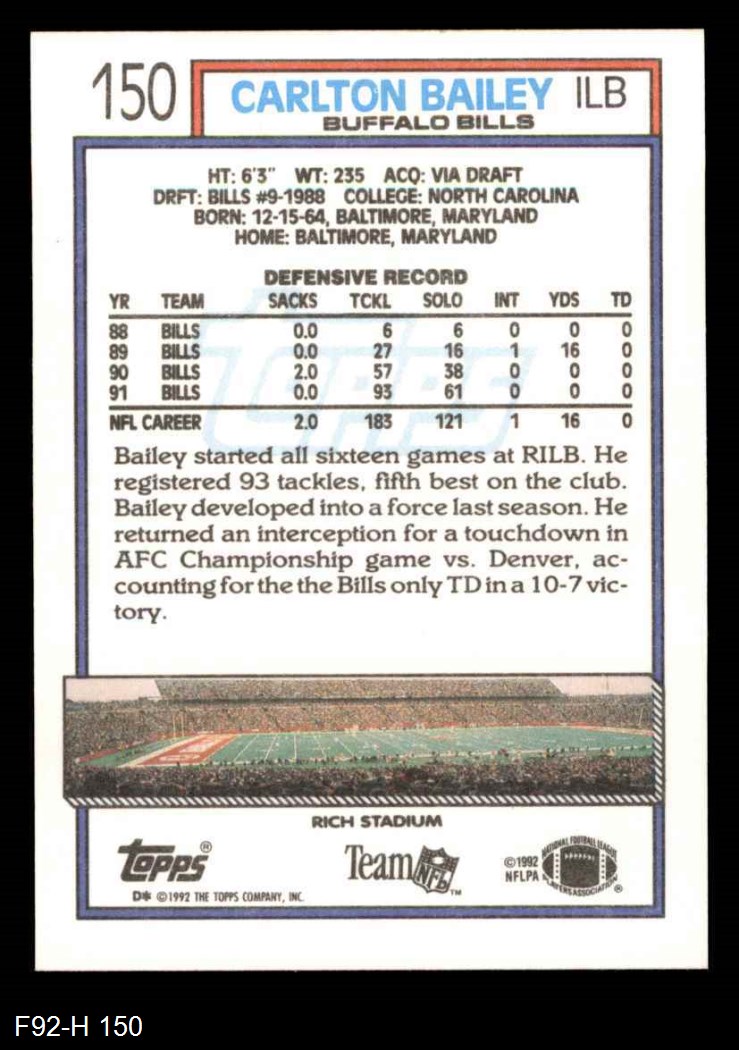 150 CARLTON BAILEY ILB
BUFFALO BILLS
HT: 6'3" WT: 235 ACQ: VIA DRAFT
DRFT: BILLS #9-1988 COLLEGE: NORTH CAROLINA
BORN: 12-15-64, BALTIMORE, MARYLAND
HOME: BALTIMORE, MARYLAND
DEFENSIVE RECORD
YR TEAM SACKS TCKL SOLO INT YDS TD
88 BILLS 0.0 6 6 0 0 0
89 BILLS 0.0 27 16 1 16 0
90 BILLS 2.0 57 38 0 0 0
91 BILLS 0.0 93 61 0 0 0
NFL CAREER 2.0 183 121 1 16 0
Topps
Bailey started all sixteen games at RILB. He
registered 93 tackles, fifth best on the club.
Bailey developed into a force last season. He
returned an interception for a touchdown in
AFC Championship game vs. Denver, ac-
counting for the the Bills only TD in a 10-7 vic-
tory.
RICH STADIUM
Topps®
D* ©1992 THE TOPPS COMPANY, INC.
Team NFL™
©1992
NFLPA
NATIONAL FOOTBALL LEAGUE
PLAYERS ASSOCIATION ®
F92-H 150